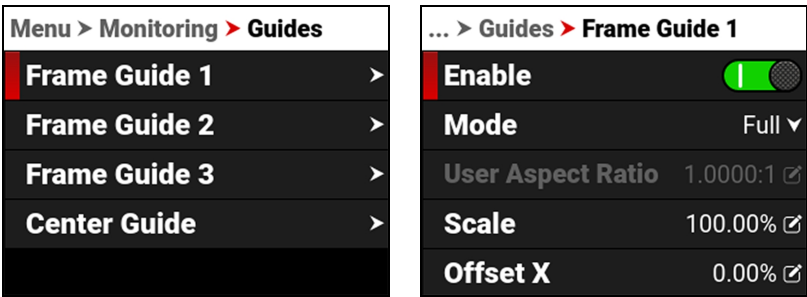 Menu > Monitoring > Guides
Frame Guide 1
Frame Guide 2
Frame Guide 3
Center Guide
... > Guides > Frame Guide 1
Enable
Mode Full
User Aspect Ratio 1.0000:1
Scale 100.00%
Offset X 0.00%